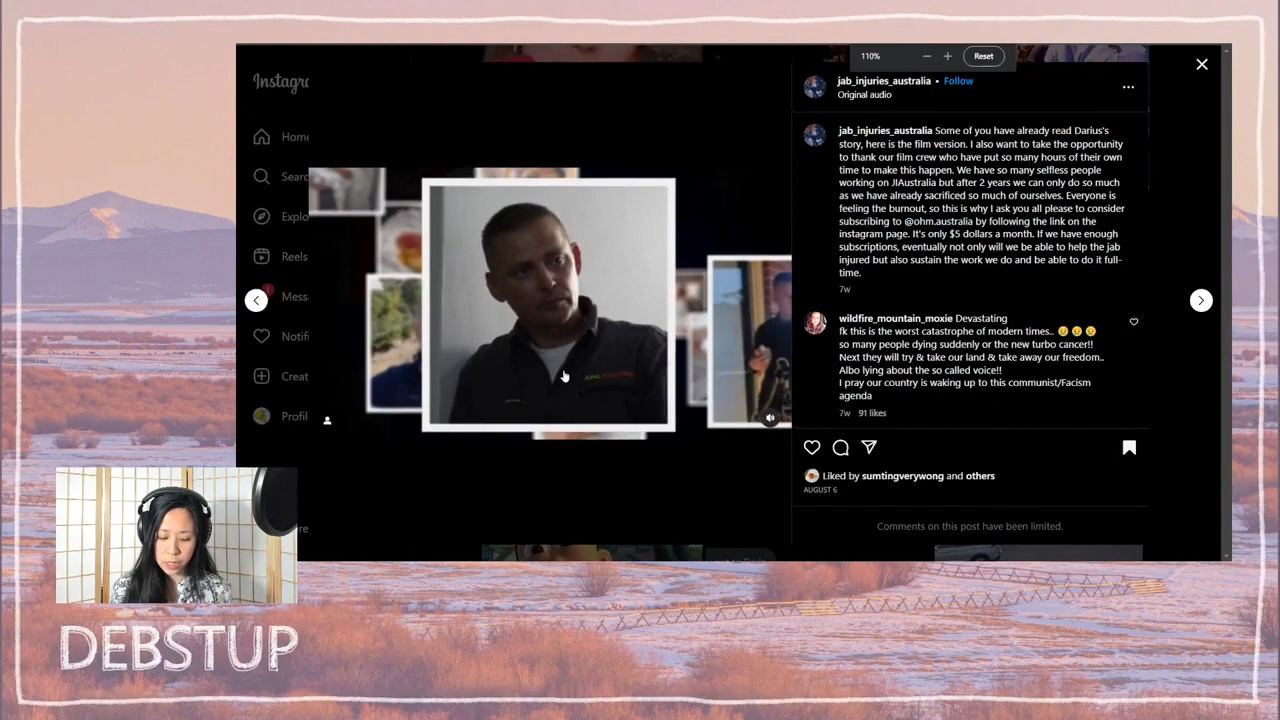 110%
Reset
Instagr
jab_injuries_australia • Follow
Original audio
Home
Searc
Explo
Reels
Mess
Notifi
Creat
Profil
jab_injuries_australia Some of you have already read Darius's
story, here is the film version. I also want to take the opportunity
to thank our film crew who have put so many hours of their own
time to make this happen. We have so many selfless people
working on JIAustralia but after 2 years we can only do so much
as we have already sacrificed so much of ourselves. Everyone is
feeling the burnout, so this is why I ask you all please to consider
subscribing to @ohm.australia by following the link on the
instagram page. It's only $5 dollars a month. If we have enough
subscriptions, eventually not only will we be able to help the jab
injured but also sustain the work we do and be able to do it full-
time.
7w
wildfire_mountain_moxie Devastating
fk this is the worst catastrophe of modern times.. 😥 😥 😥
so many people dying suddenly or the new turbo cancer!!
Next they will try & take our land & take away our freedom..
Albo lying about the so called voice!!
I pray our country is waking up to this communist/Facism
agenda
7w 91 likes
Liked by sumtingverywong and others
AUGUST 6
Comments on this post have been limited.
DEBSTUP